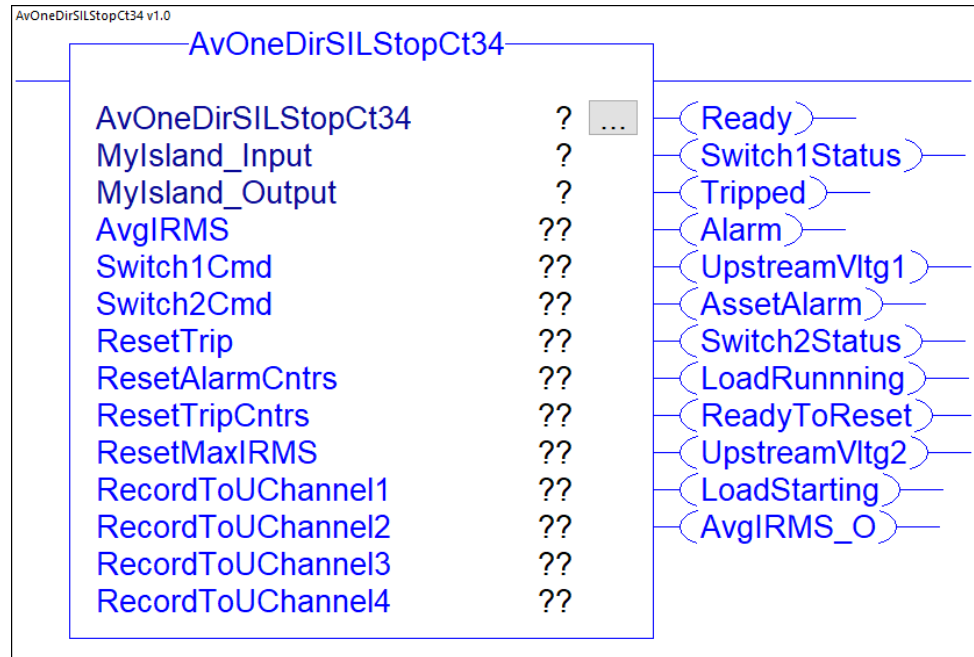 AvOneDirSILStopCt34 v1.0
AvOneDirSILStopCt34
AvOneDirSILStopCt34 ? ... Ready
MyIsland_Input ? Switch1Status
MyIsland_Output ? Tripped
AvgIRMS ?? Alarm
Switch1Cmd ?? UpstreamVltg1
Switch2Cmd ?? AssetAlarm
ResetTrip ?? Switch2Status
ResetAlarmCntrs ?? LoadRunnning
ResetTripCntrs ?? ReadyToReset
ResetMaxIRMS ?? UpstreamVltg2
RecordToUChannel1 ?? LoadStarting
RecordToUChannel2 ?? AvgIRMS_O
RecordToUChannel3 ??
RecordToUChannel4 ??